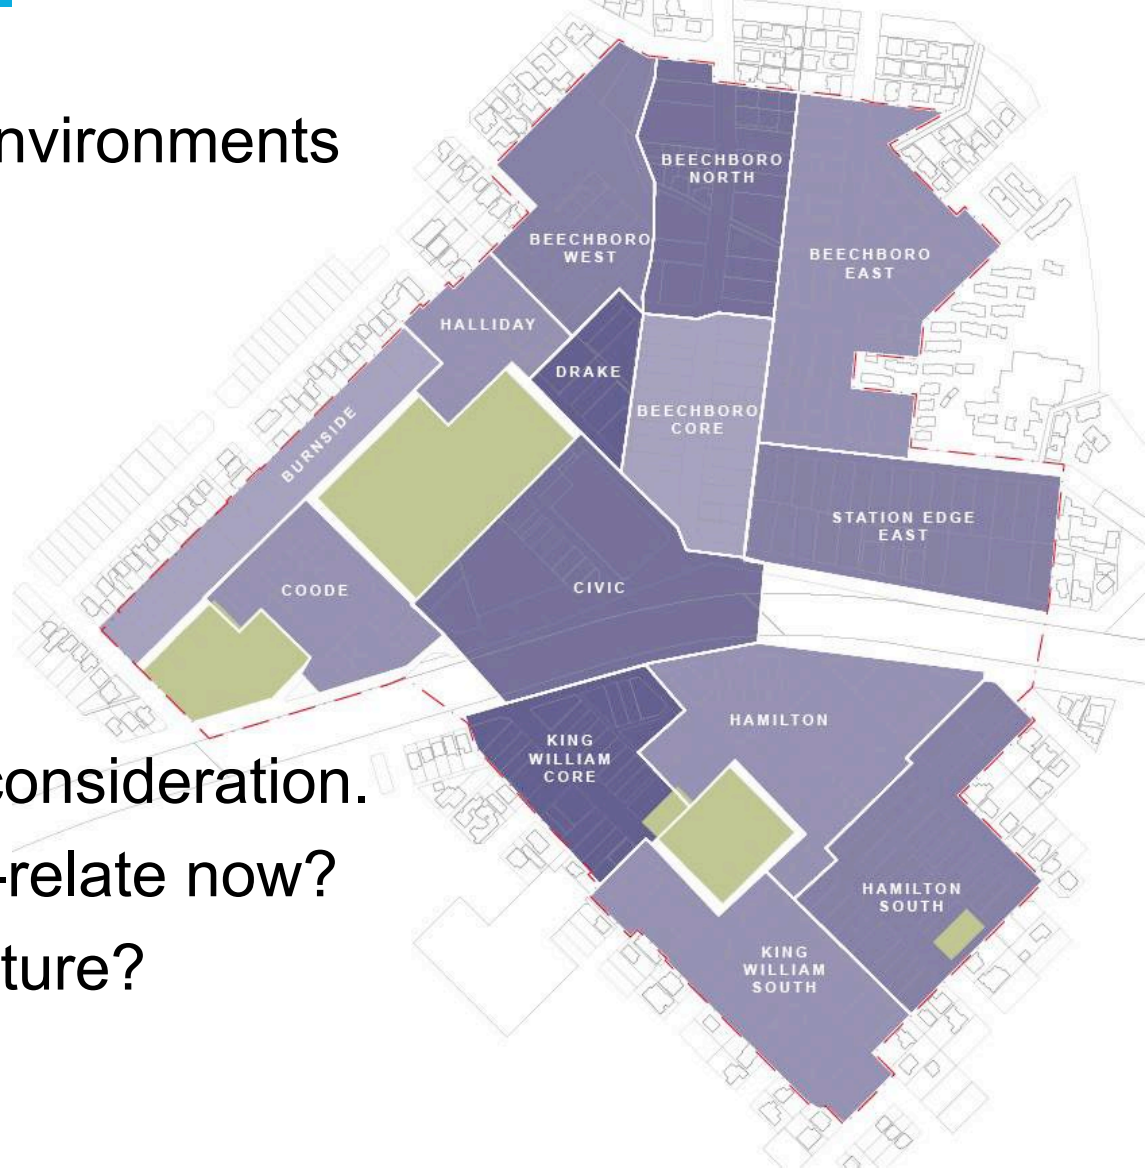 nvironments
BEECHBORO
NORTH
BEECHBORO
WEST
BEECHBORO
EAST
HALLIDAY
DRAKE
BEECHBORO
CORE
BURNSIDE
STATION EDGE
EAST
COODE
CIVIC
HAMILTON
KING
WILLIAM
CORE
consideration.
-relate now?
HAMILTON
SOUTH
KING
WILLIAM
SOUTH
ture?